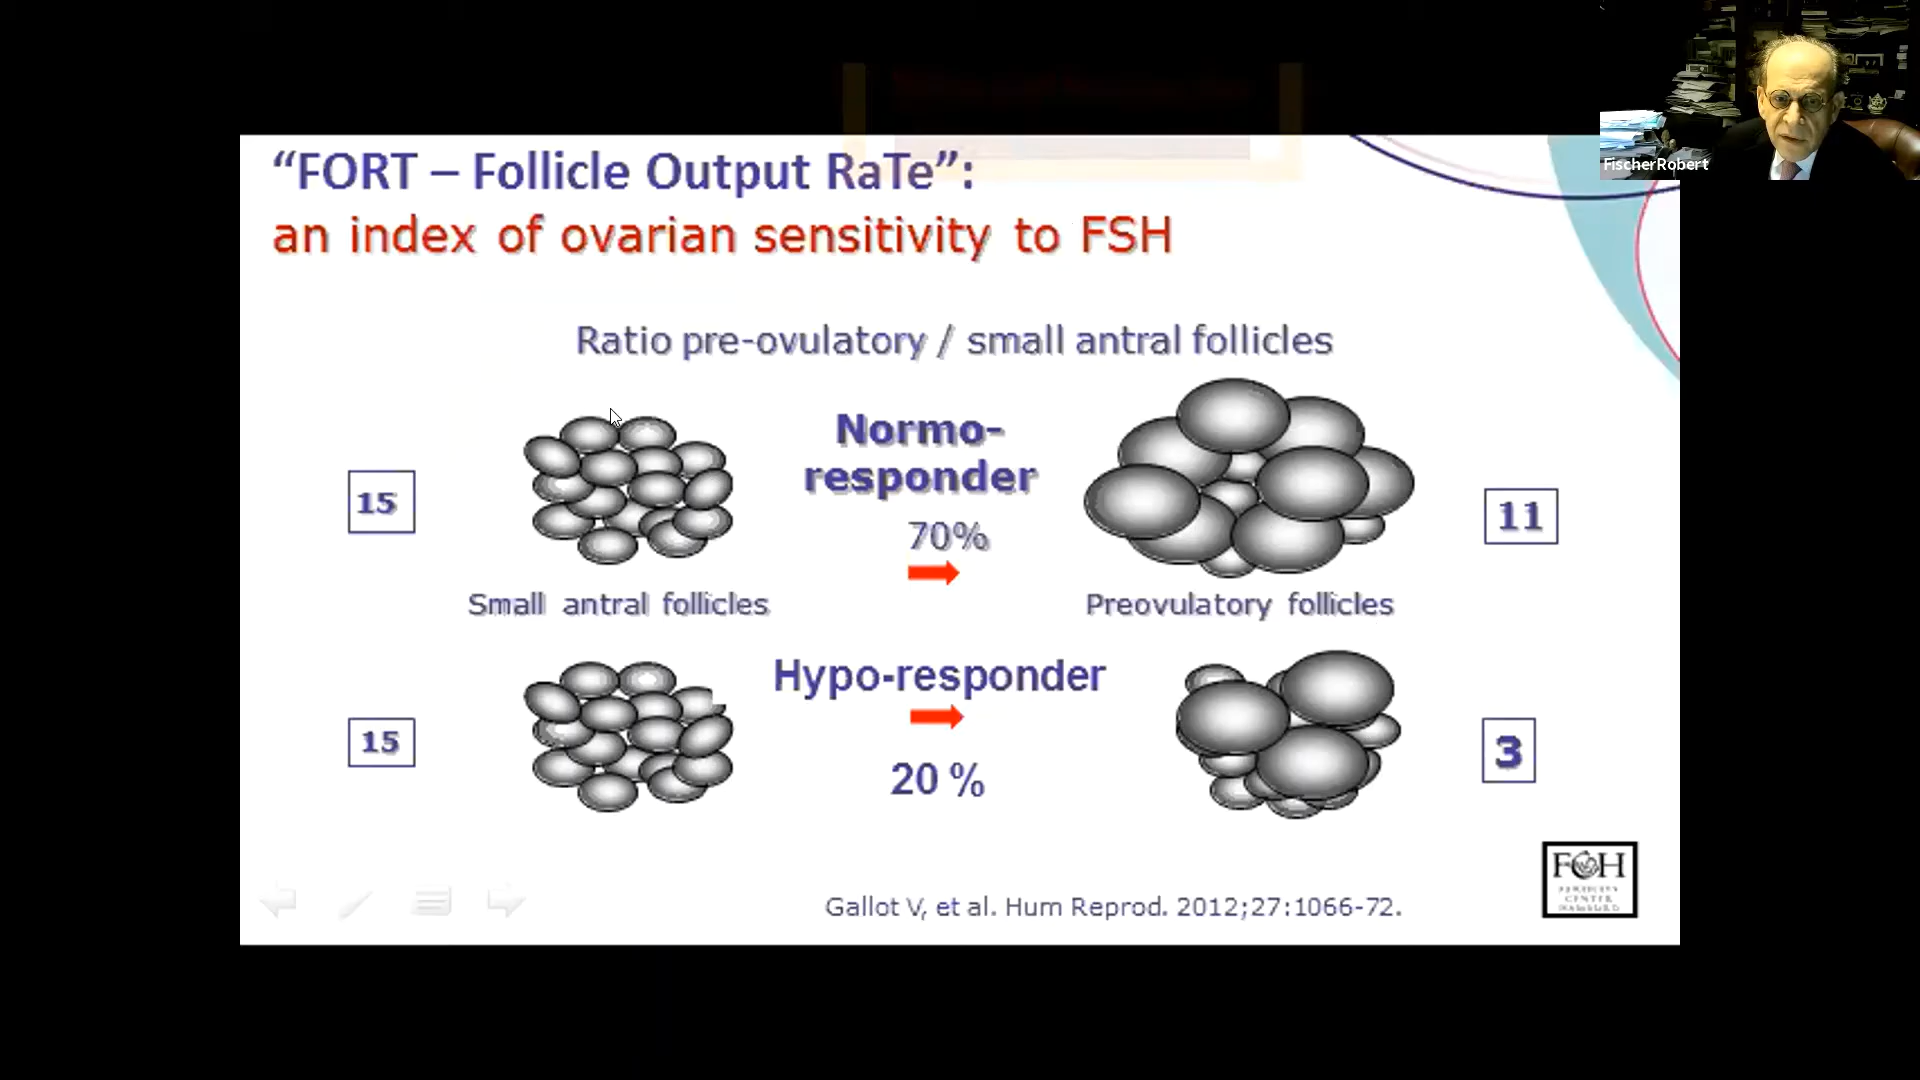 “FORT – Follicle Output RaTe”:
an index of ovarian sensitivity to FSH
FischerRobert
Ratio pre-ovulatory / small antral follicles
15
Normo-
responder
70%
11
Small antral follicles
Preovulatory follicles
15
Hypo-responder
20 %
3
Gallot V, et al. Hum Reprod. 2012;27:1066-72.
FCH
CENTER